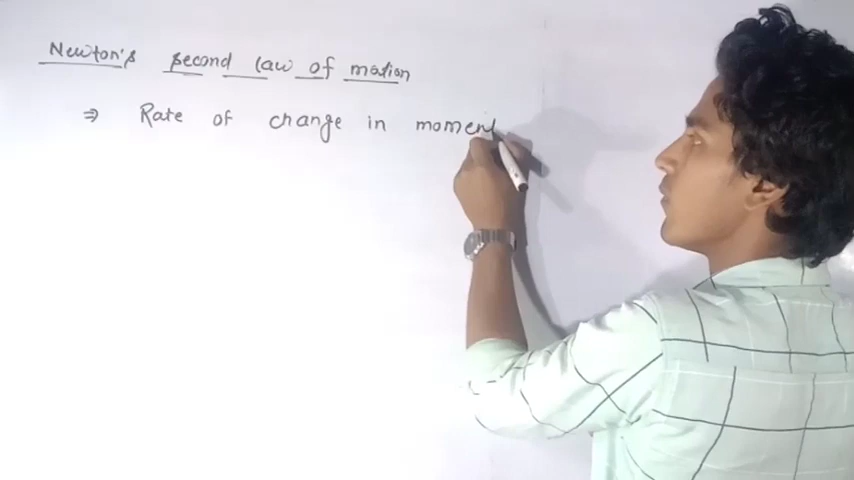 Newton's second law of motion
⇒ Rate of change in moment